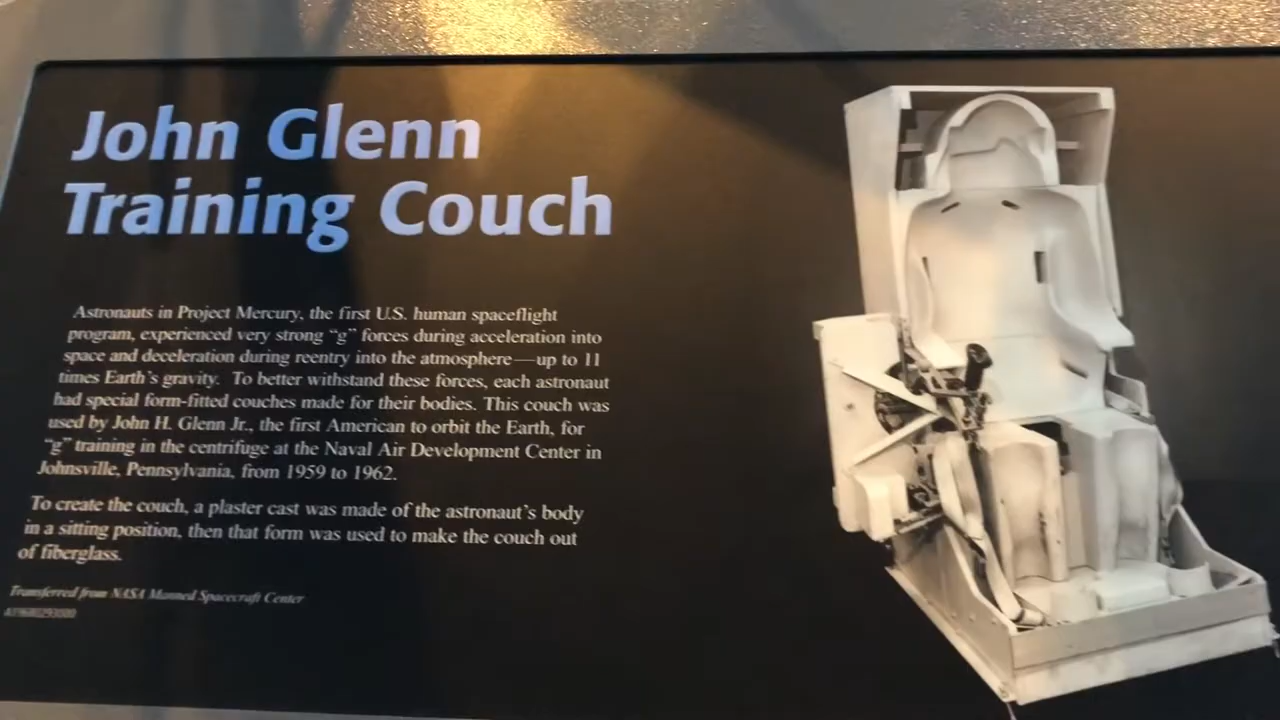 John Glenn
Training Couch
Astronauts in Project Mercury, the first U.S. human spaceflight
program, experienced very strong “g” forces during acceleration into
space and deceleration during reentry into the atmosphere—up to 11
times Earth’s gravity. To better withstand these forces, each astronaut
had special form-fitted couches made for their bodies. This couch was
used by John H. Glenn Jr., the first American to orbit the Earth, for
“g” training in the centrifuge at the Naval Air Development Center in
Johnsville, Pennsylvania, from 1959 to 1962.
To create the couch, a plaster cast was made of the astronaut’s body
in a sitting position, then that form was used to make the couch out
of fiberglass.
Transferred from NASA Manned Spacecraft Center